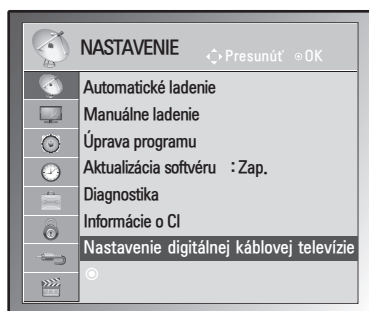 NASTAVENIE Presunúť OK
Automatické ladenie
Manuálne ladenie
Úprava programu
Aktualizácia softvéru : Zap.
Diagnostika
Informácie o CI
Nastavenie digitálnej káblovej televízie